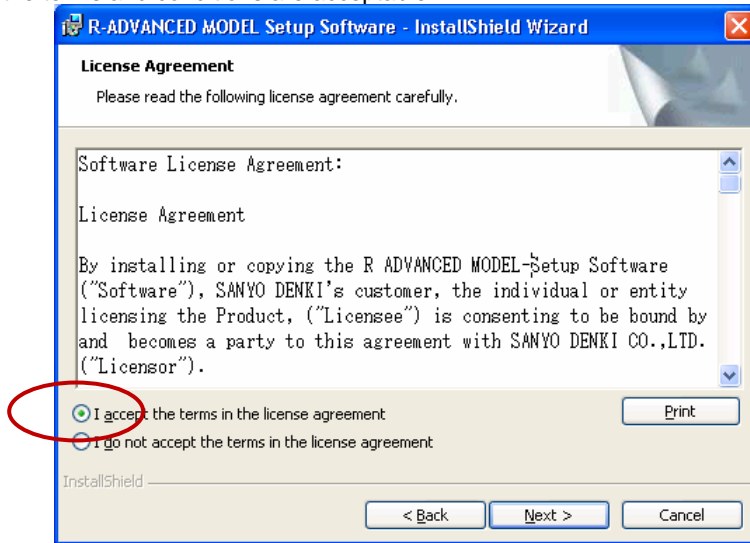 R-ADVANCED MODEL Setup Software - InstallShield Wizard
License Agreement
Please read the following license agreement carefully.
Software License Agreement:
License Agreement
By installing or copying the R ADVANCED MODEL-Setup Software
("Software"), SANYO DENKI's customer, the individual or entity
licensing the Product, ("Licensee") is consenting to be bound by
and  becomes a party to this agreement with SANYO DENKI CO.,LTD.
("Licensor").
I accept the terms in the license agreement
Print
I do not accept the terms in the license agreement
InstallShield
< Back
Next >
Cancel